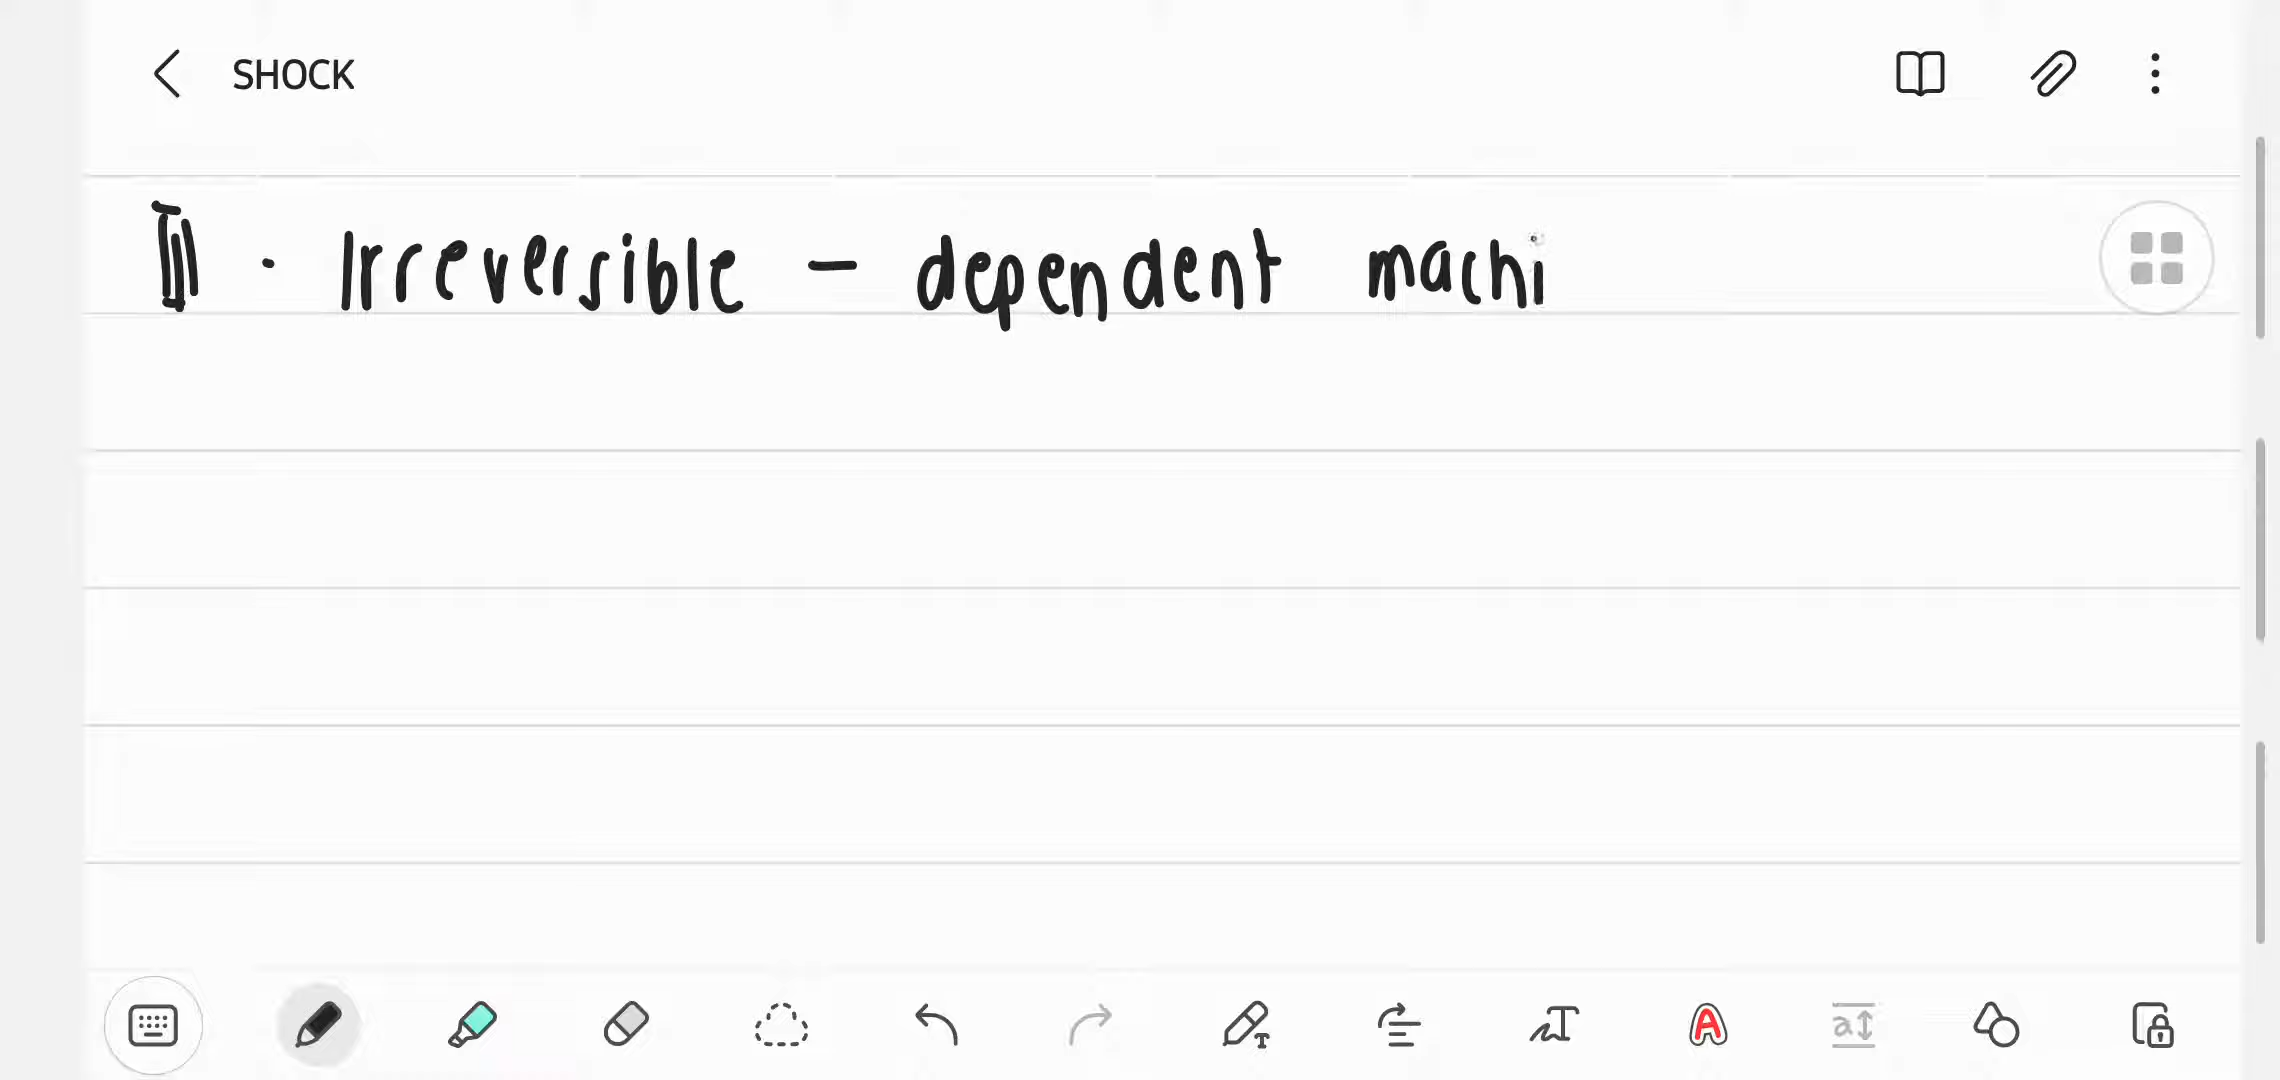 SHOCK
III · Irreversible – dependent machi